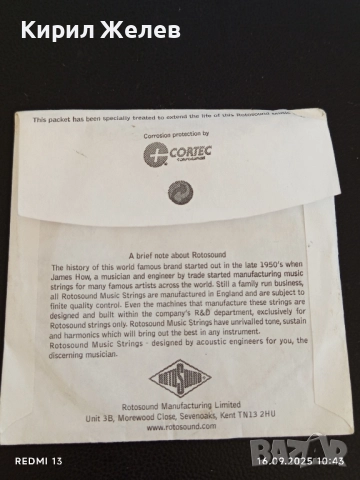 Кирил Желев
This packet has been specially treated to extend the life of this Rotosound
Corrosion protection by
CORTEC
A brief note about Rotosound
The history of this world famous brand started out in the late 1950's when
James How, a musician and engineer by trade started manufacturing music
strings for many famous artists across the world. Still a family run business,
all Rotosound Music Strings are manufactured in England and are subject to
finite quality control. Even the machines that manufacture these strings are
designed and built within the company's R&D department, exclusively for
Rotosound strings only. Rotosound Music Strings have unrivalled tone, sustain
and harmonics which will bring out the best in any instrument.
Rotosound Music Strings - designed by acoustic engineers for you, the
discerning musician.
ROTOSOUND
Rotosound Manufacturing Limited
Unit 3B, Morewood Close, Sevenoaks, Kent TN13 2HU
www.rotosound.com
REDMI 13
16.09.2025 10:43
BAZAR